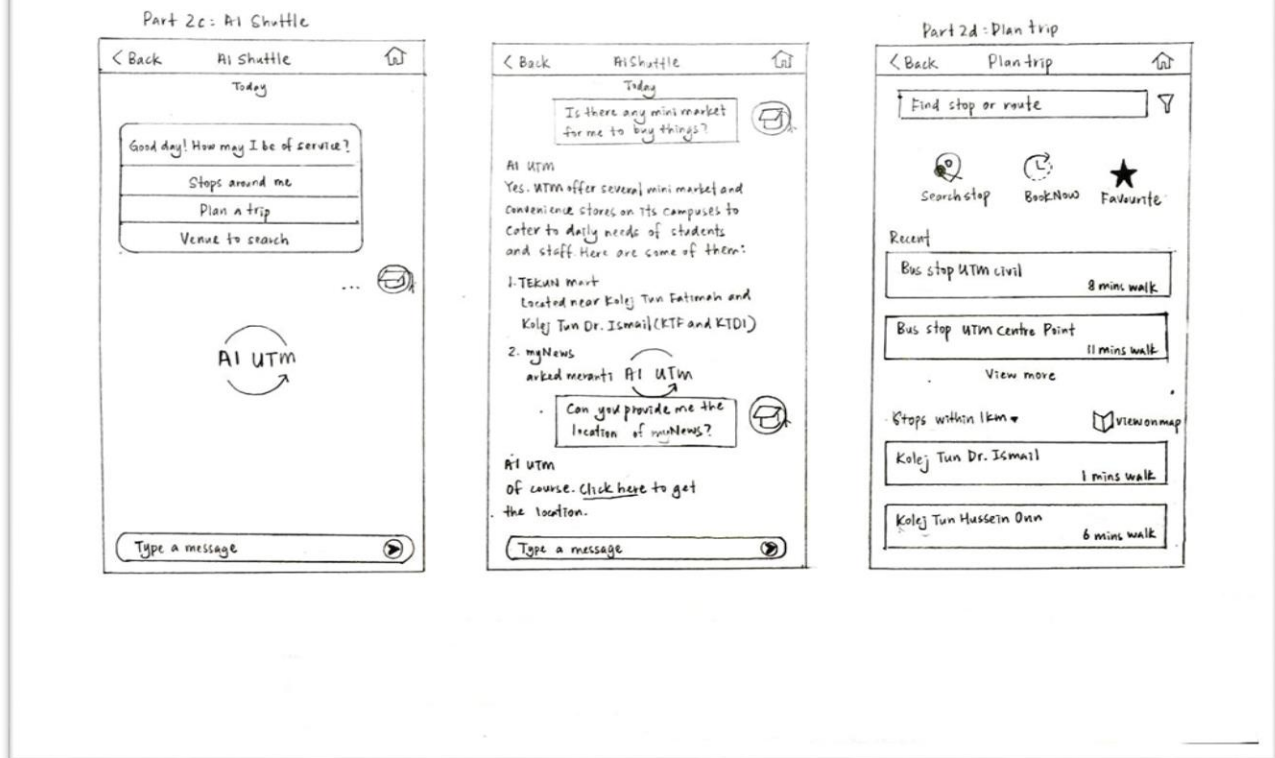 Part 2c: AI Shuttle
< Back AI Shuttle
Today
Good day! How may I be of service?
Stops around me
Plan a trip
Venue to search
...
AI UTM
Type a message
< Back AI Shuttle
Today
Is there any mini market
for me to buy things?
AI UTM
Yes. UTM offer several mini market and
convenience stores on its campuses to
cater to daily needs of students
and staff. Here are some of them:
1. TEKUN mart
Located near Kolej Tun Fatimah and
Kolej Tun Dr. Ismail (KTF and KTDI)
2. myNews
arked meranti
AI UTM
Can you provide me the
location of myNews?
AI UTM
Of course. Click here to get
the location.
Type a message
Part 2d: Plan trip
< Back Plan trip
Find stop or route
Search stop Book Now Favourite
Recent
Bus stop UTM civil
8 mins walk
Bus stop UTM Centre Point
11 mins walk
View more
Stops within 1km View on map
Kolej Tun Dr. Ismail
1 mins walk
Kolej Tun Hussein Onn
6 mins walk